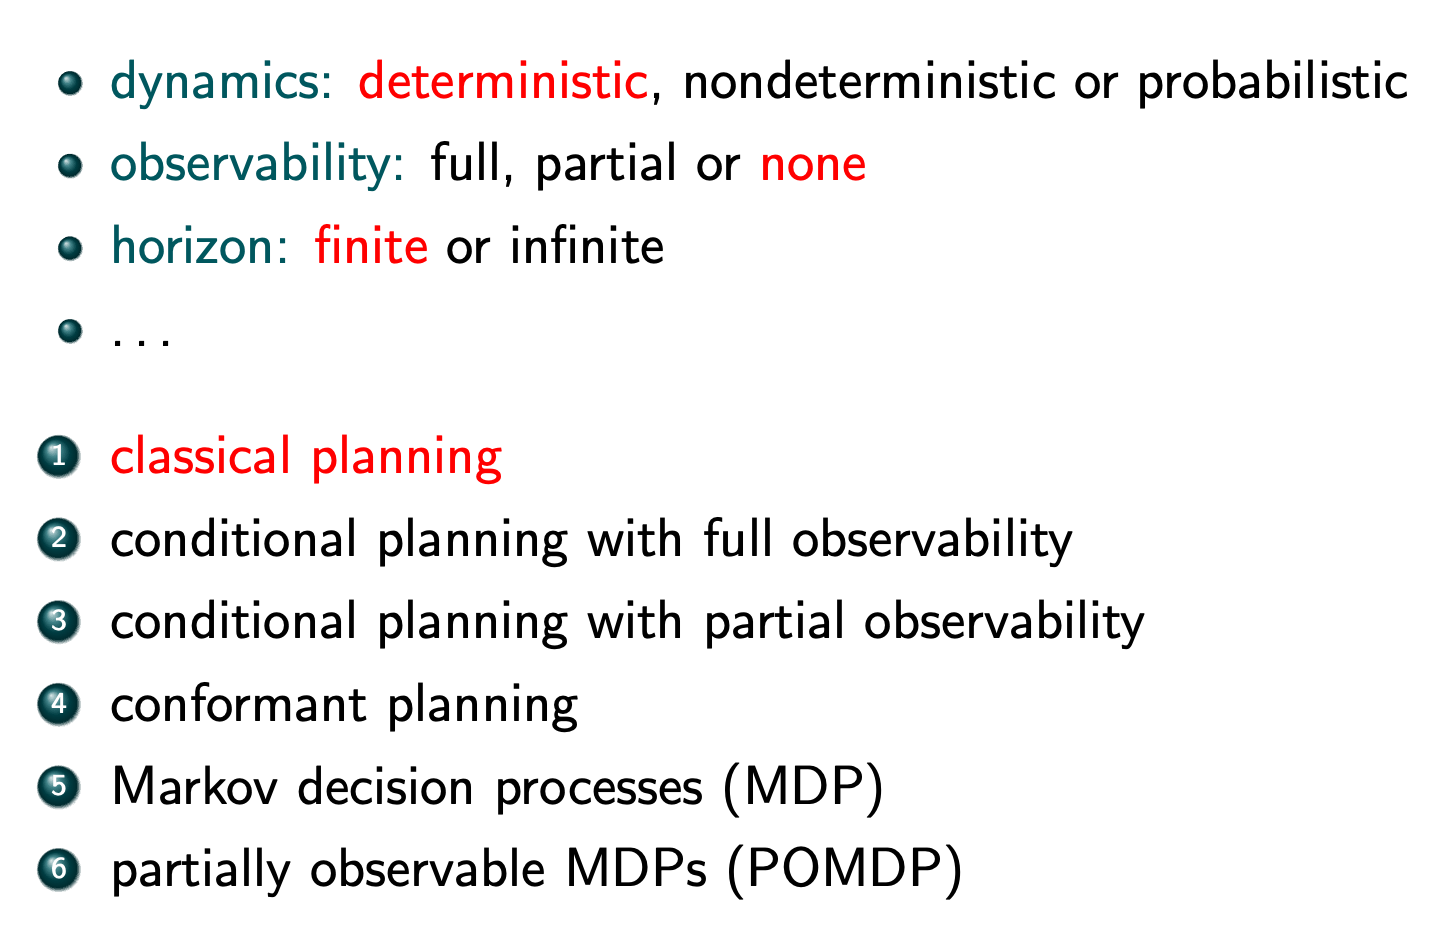 dynamics: deterministic, nondeterministic or probabilistic
observability: full, partial or none
horizon: finite or infinite
...
1 classical planning
2 conditional planning with full observability
3 conditional planning with partial observability
4 conformant planning
5 Markov decision processes (MDP)
6 partially observable MDPs (POMDP)